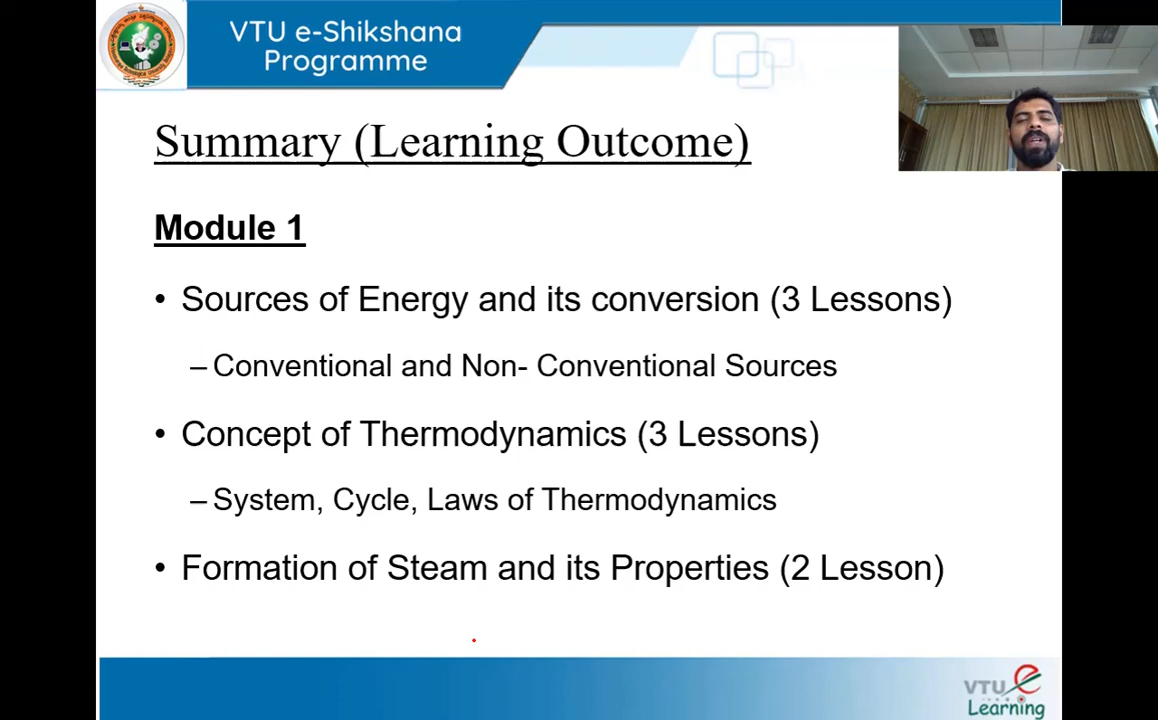 VTU e-Shikshana
Programme
Summary (Learning Outcome)
Module 1
• Sources of Energy and its conversion (3 Lessons)
– Conventional and Non- Conventional Sources
• Concept of Thermodynamics (3 Lessons)
– System, Cycle, Laws of Thermodynamics
• Formation of Steam and its Properties (2 Lesson)
VTU e
Learning